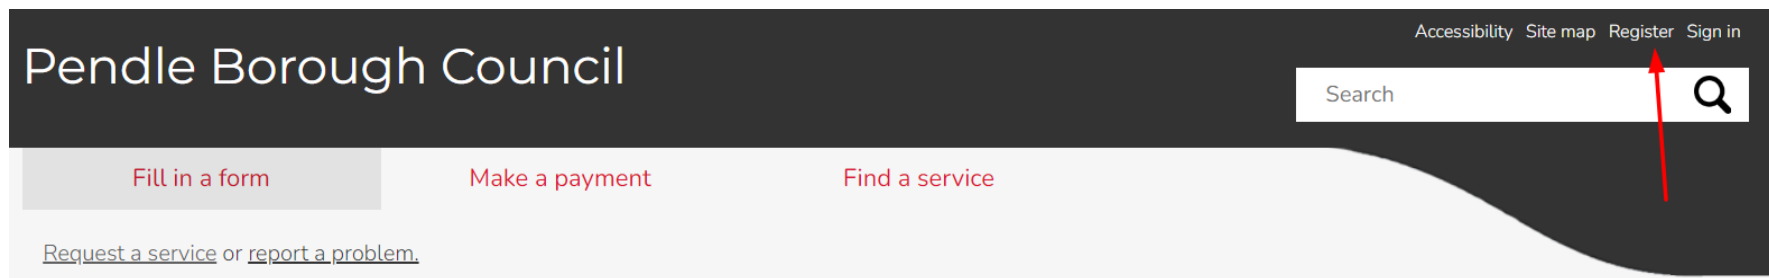 Accessibility Site map Register Sign in
Pendle Borough Council
Search
Fill in a form Make a payment Find a service
Request a service or report a problem.